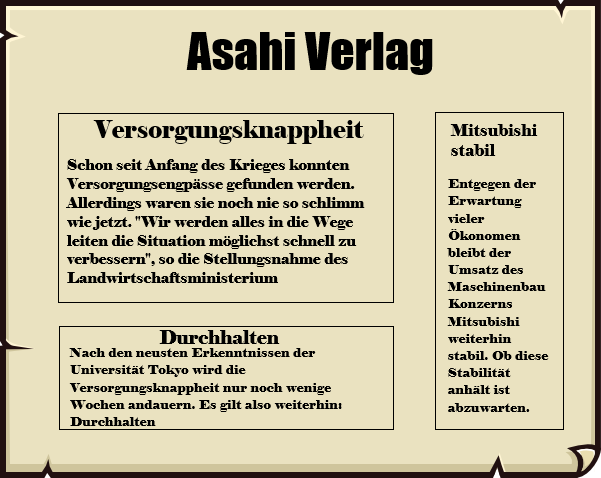 Asahi Verlag
Versorgungsknappheit
Schon seit Anfang des Krieges konnten
Versorgungsengpässe gefunden werden.
Allerdings waren sie noch nie so schlimm
wie jetzt. "Wir werden alles in die Wege
leiten die Situation möglichst schnell zu
verbessern", so die Stellungsnahme des
Landwirtschaftsministerium
Durchhalten
Nach den neusten Erkenntnissen der
Universität Tokyo wird die
Versorgungsknappheit nur noch wenige
Wochen andauern. Es gilt also weiterhin:
Durchhalten
Mitsubishi
stabil
Entgegen der
Erwartung
vieler
Ökonomen
bleibt der
Umsatz des
Maschinenbau
Konzerns
Mitsubishi
weiterhin
stabil. Ob diese
Stabilität
anhält ist
abzuwarten.